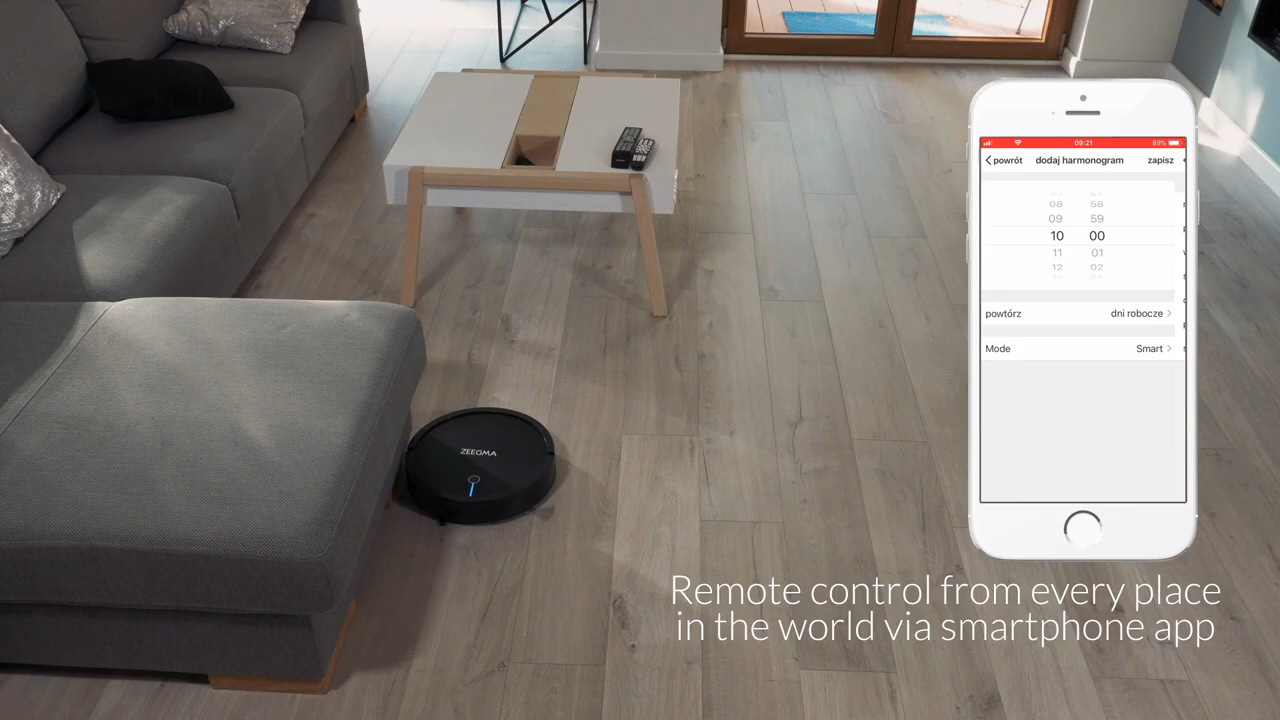 09:21 89%
powrót dodaj harmonogram zapisz
08 58
09 59
10 00
11 01
12 02
powtórz dni robocze
Mode Smart
ZEEGMA
Remote control from every place
in the world via smartphone app